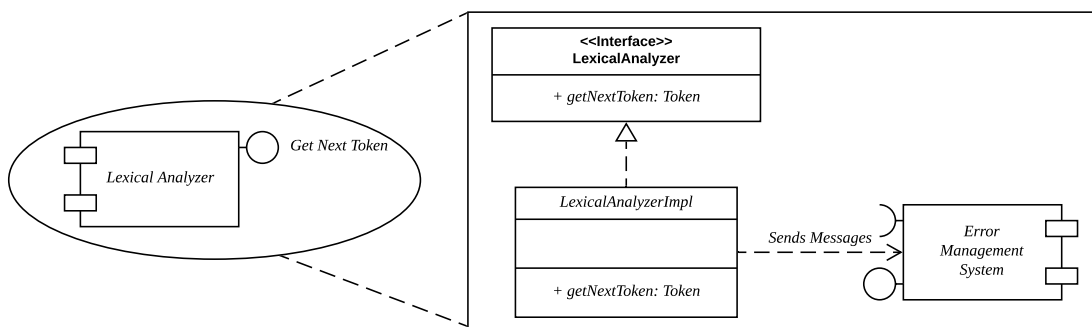 Lexical Analyzer
Get Next Token
<<Interface>>
LexicalAnalyzer
+ getNextToken: Token
LexicalAnalyzerImpl
+ getNextToken: Token
Sends Messages
Error
Management
System